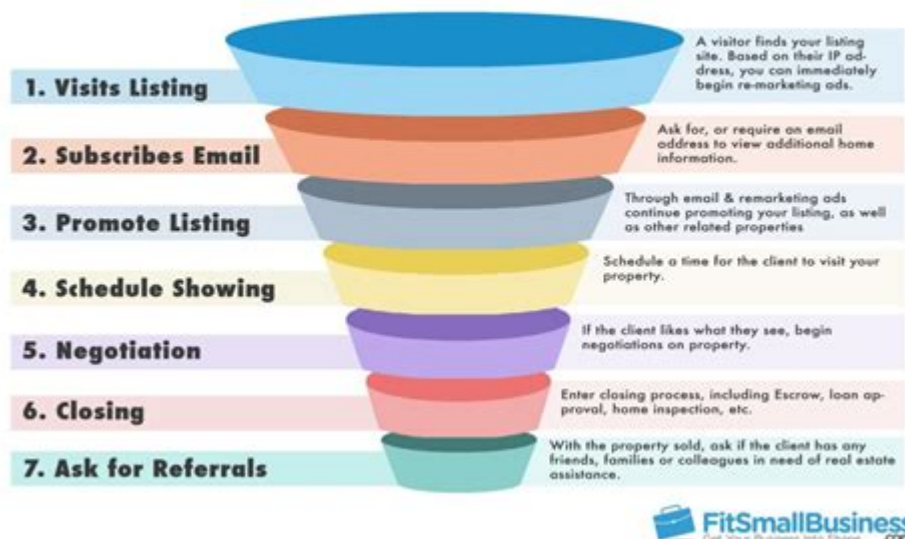 A visitor finds your listing
site. Based on their IP ad-
dress, you can immediately
begin re-marketing ads.
1. Visits Listing
Ask for, or require an email
address to view additional home
information.
2. Subscribes Email
Through email & remarketing ads
continue promoting your listing, as well
as other related properties
3. Promote Listing
Schedule a time for the client to visit your
property.
4. Schedule Showing
If the client likes what they see, begin
negotiations on property.
5. Negotiation
Enter closing process, including Escrow, loan ap-
proval, home inspection, etc.
6. Closing
With the property sold, ask if the client has any
friends, families or colleagues in need of real estate
assistance.
7. Ask for Referrals
FitSmallBusiness
Get Your Business Into Shape